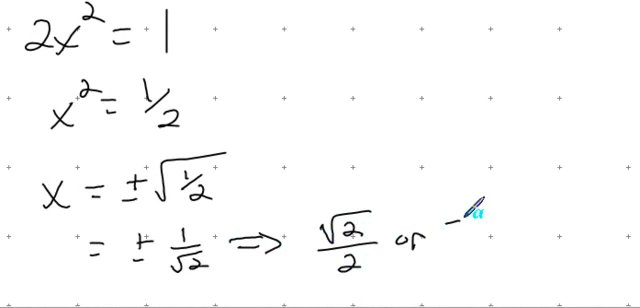 2x² = 1
x² = 1/2
x = ±√(1/2)
= ± 1/√2 ⇒ √2/2 or -